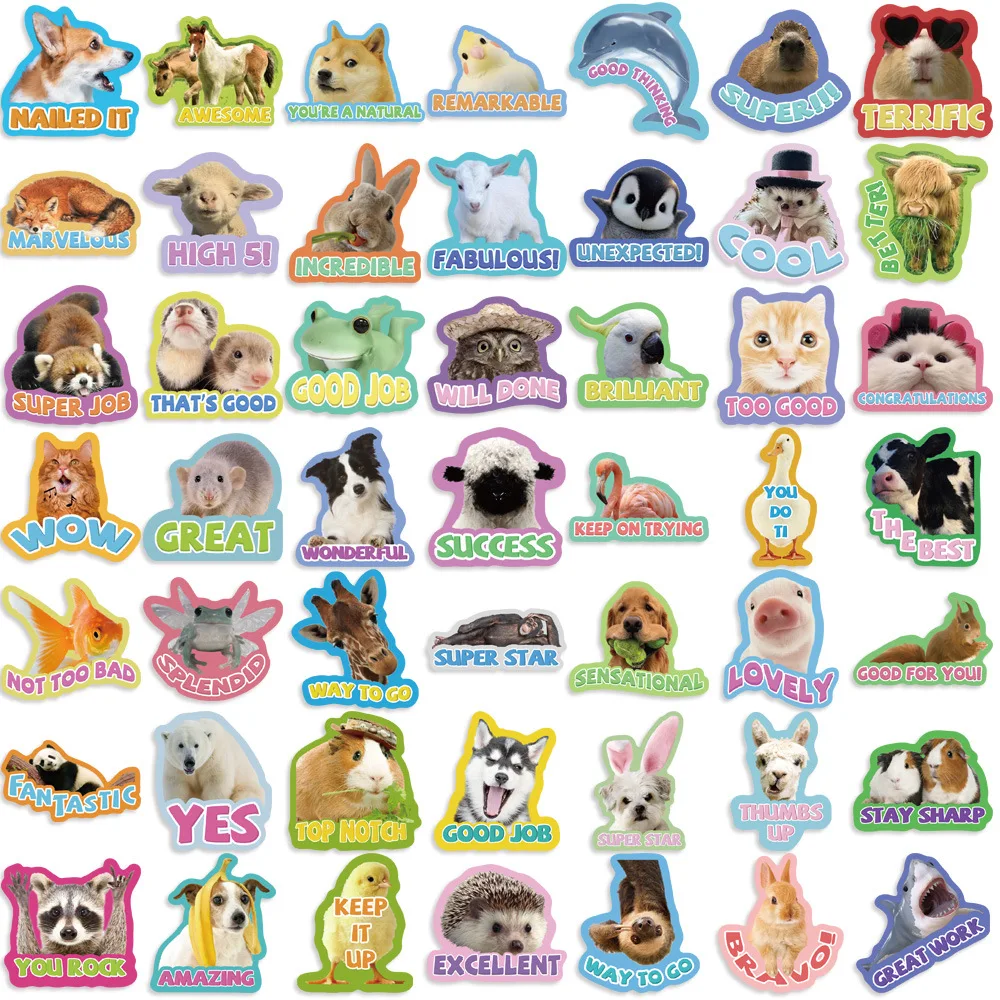 NAILED IT
AWESOME
YOU'RE A NATURAL
REMARKABLE
GOOD THINKING
SUPER!!!
TERRIFIC
MARVELOUS
HIGH 5!
INCREDIBLE
FABULOUS!
UNEXPECTED!
COOL
BETTER!
SUPER JOB
THAT'S GOOD
GOOD JOB
WILL DONE
BRILLIANT
TOO GOOD
CONGRATULATIONS
WOW
GREAT
WONDERFUL
SUCCESS
KEEP ON TRYING
YOU
DO
TI
THE BEST
NOT TOO BAD
SPLENDID
WAY TO GO
SUPER STAR
SENSATIONAL
LOVELY
GOOD FOR YOU!
FANTASTIC
YES
TOP NOTCH
GOOD JOB
SUPER STAR
THUMBS
UP
STAY SHARP
YOU ROCK
AMAZING
KEEP
IT
UP
EXCELLENT
WAY TO GO
BRAVO!
GREAT WORK